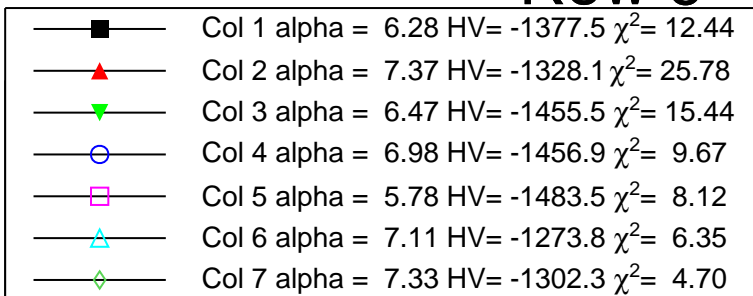 Col 1 alpha = 6.28 HV= -1377.5 χ²= 12.44
Col 2 alpha = 7.37 HV= -1328.1 χ²= 25.78
Col 3 alpha = 6.47 HV= -1455.5 χ²= 15.44
Col 4 alpha = 6.98 HV= -1456.9 χ²= 9.67
Col 5 alpha = 5.78 HV= -1483.5 χ²= 8.12
Col 6 alpha = 7.11 HV= -1273.8 χ²= 6.35
Col 7 alpha = 7.33 HV= -1302.3 χ²= 4.70